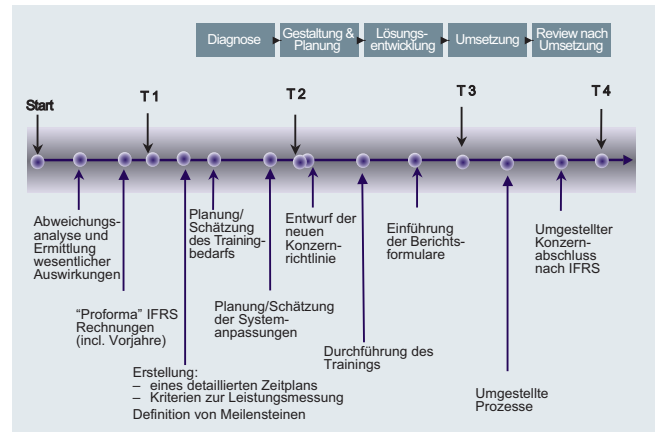 Diagnose
Gestaltung &
Planung
Lösungs-
entwicklung
Umsetzung
Review nach
Umsetzung
Start
T 1
T 2
T 3
T 4
Abweichungs-
analyse und
Ermittlung
wesentlicher
Auswirkungen
"Proforma" IFRS
Rechnungen
(incl. Vorjahre)
Erstellung:
– eines detaillierten Zeitplans
– Kriterien zur Leistungsmessung
Definition von Meilensteinen
Planung/
Schätzung
des Training-
bedarfs
Planung/Schätzung
der System-
anpassungen
Entwurf der
neuen
Konzern-
richtlinie
Durchführung des
Trainings
Einführung
der Berichts-
formulare
Umgestellte
Prozesse
Umgestellter
Konzern-
abschluss
nach IFRS